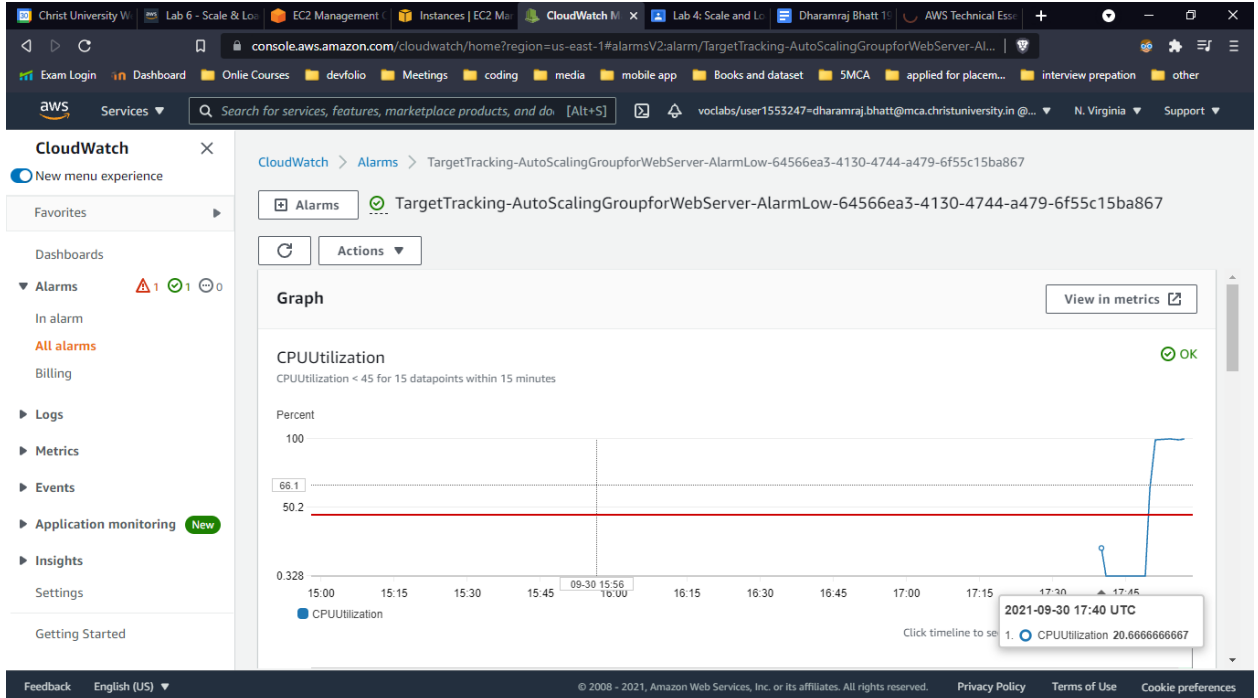 Christ University W
Lab 6 - Scale & Loa
EC2 Management C
Instances | EC2 Man
CloudWatch M
Lab 4: Scale and Lo
Dharamraj Bhatt 19
AWS Technical Esse
console.aws.amazon.com/cloudwatch/home?region=us-east-1#alarmsV2:alarm/TargetTracking-AutoScalingGroupforWebServer-Al...
Exam Login
Dashboard
Onlie Courses
devfolio
Meetings
coding
media
mobile app
Books and dataset
5MCA
applied for placem...
interview prepation
other
aws
Services ▼
Search for services, features, marketplace products, and do
[Alt+S]
voclabs/user1553247=dharamraj.bhatt@mca.christuniversity.in @... ▼
N. Virginia ▼
Support ▼
CloudWatch
New menu experience
Favorites
Dashboards
Alarms 1 1 0
In alarm
All alarms
Billing
Logs
Metrics
Events
Application monitoring New
Insights
Settings
Getting Started
CloudWatch > Alarms > TargetTracking-AutoScalingGroupforWebServer-AlarmLow-64566ea3-4130-4744-a479-6f55c15ba867
Alarms
TargetTracking-AutoScalingGroupforWebServer-AlarmLow-64566ea3-4130-4744-a479-6f55c15ba867
Actions ▼
Graph
View in metrics
CPUUtilization
OK
CPUUtilization < 45 for 15 datapoints within 15 minutes
Percent
100
66.1
50.2
0.328
09-30 15:56
15:00 15:15 15:30 15:45 16:00 16:15 16:30 16:45 17:00 17:15 17:30 17:45
CPUUtilization
Click timeline to se
2021-09-30 17:40 UTC
1. CPUUtilization 20.6666666667
Feedback
English (US) ▼
© 2008 - 2021, Amazon Web Services, Inc. or its affiliates. All rights reserved.
Privacy Policy
Terms of Use
Cookie preferences